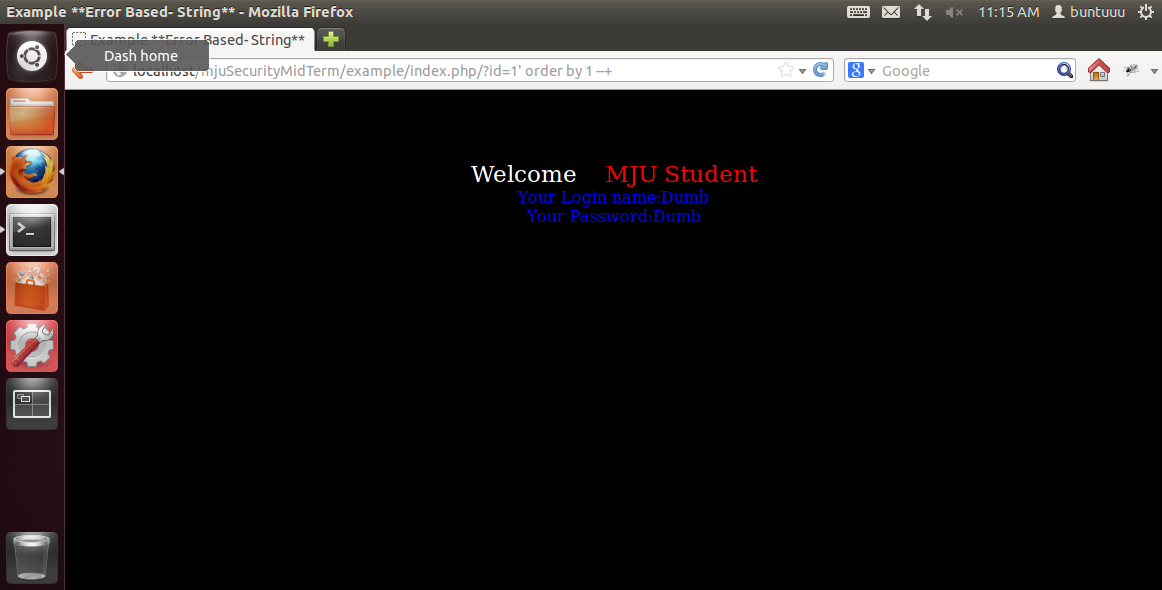 Example **Error Based- String** - Mozilla Firefox
11:15 AM
buntuuu
Example **Error Based- String**
Dash home
localhost/mjuSecurityMidTerm/example/index.php/?id=1' order by 1 --+
Google
Welcome MJU Student
Your Login name:Dumb
Your Password:Dumb